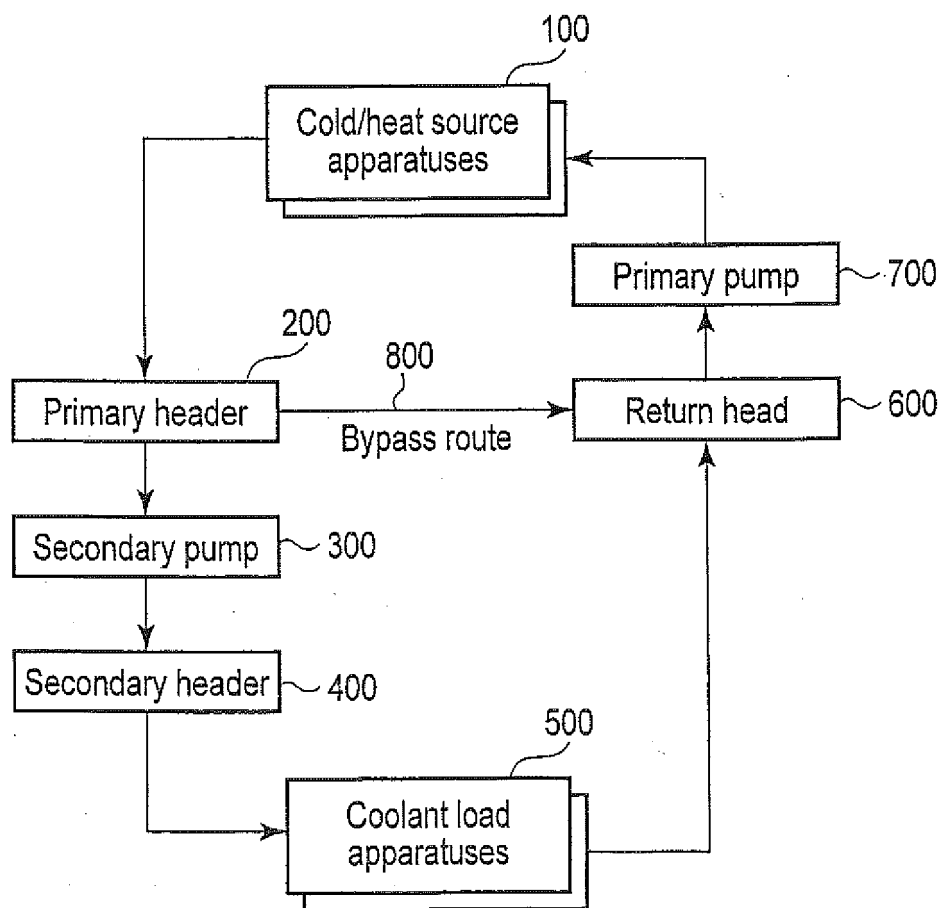 100
Cold/heat source
apparatuses
Primary pump
700
200
800
Primary header
Bypass route
Return head
600
Secondary pump
300
Secondary header
400
500
Coolant load
apparatuses